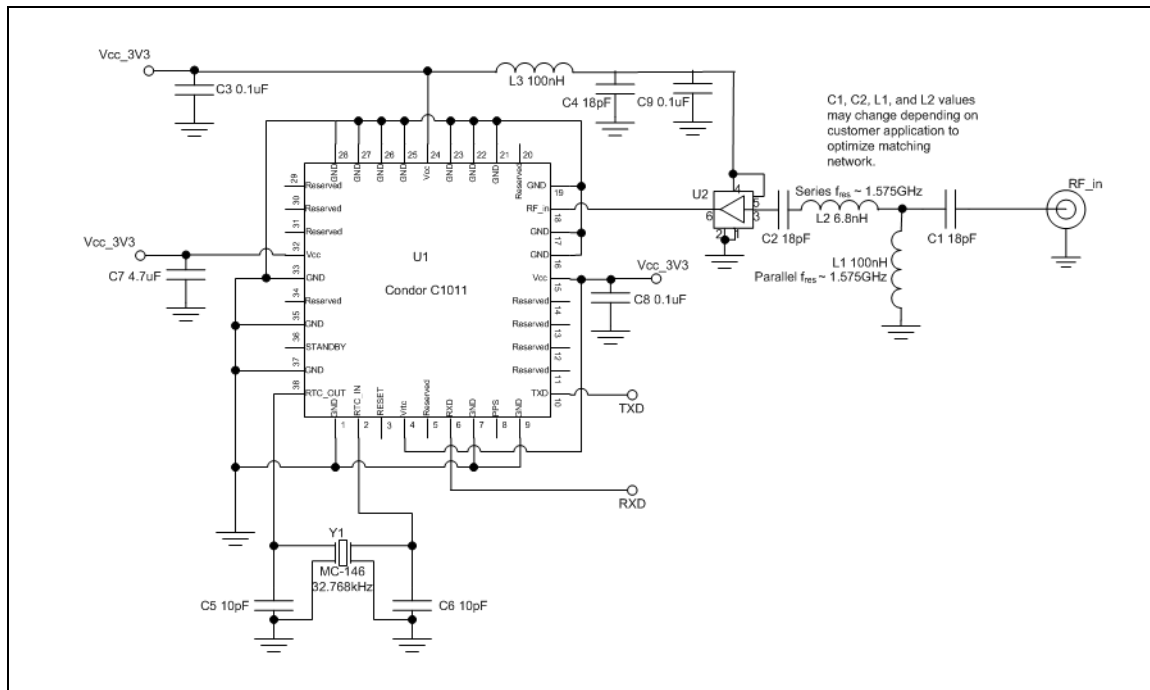 Vcc_3V3
C3 0.1uF
L3 100nH
C4 18pF
C9 0.1uF
C1, C2, L1, and L2 values
may change depending on
customer application to
optimize matching
network.
28
27
26
25
24
23
22
21
20
GND
GND
GND
GND
Vcc
GND
GND
GND
Reserved
29
Reserved
30
Reserved
31
Reserved
32
Vcc
33
GND
34
Reserved
35
GND
36
STANDBY
37
GND
38
RTC_OUT
Vcc_3V3
C7 4.7uF
U1
Condor C1011
GND
19
RF_in
18
GND
17
GND
16
Vcc
15
Reserved
14
Reserved
13
Reserved
12
Reserved
11
TXD
10
GND
RTC_IN
RESET
Vrtc
Reserved
RXD
GND
PPS
GND
1
2
3
4
5
6
7
8
9
U2
4
5
6
3
2
1
Series fres ~ 1.575GHz
C2 18pF
L2 6.8nH
C1 18pF
RF_in
L1 100nH
Parallel fres ~ 1.575GHz
Vcc_3V3
C8 0.1uF
TXD
RXD
Y1
MC-146
32.768kHz
C5 10pF
C6 10pF